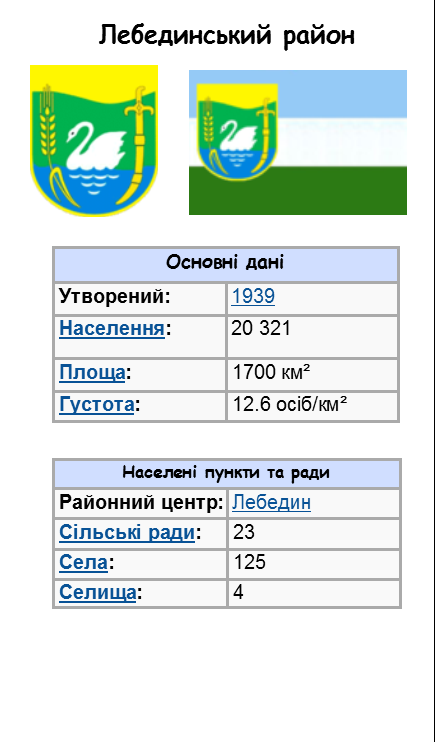 Лебединський район
Основні дані
Утворений: 1939
Населення: 20 321
Площа: 1700 км²
Густота: 12.6 осіб/км²
Населені пункти та ради
Районний центр: Лебедин
Сільські ради: 23
Села: 125
Селища: 4